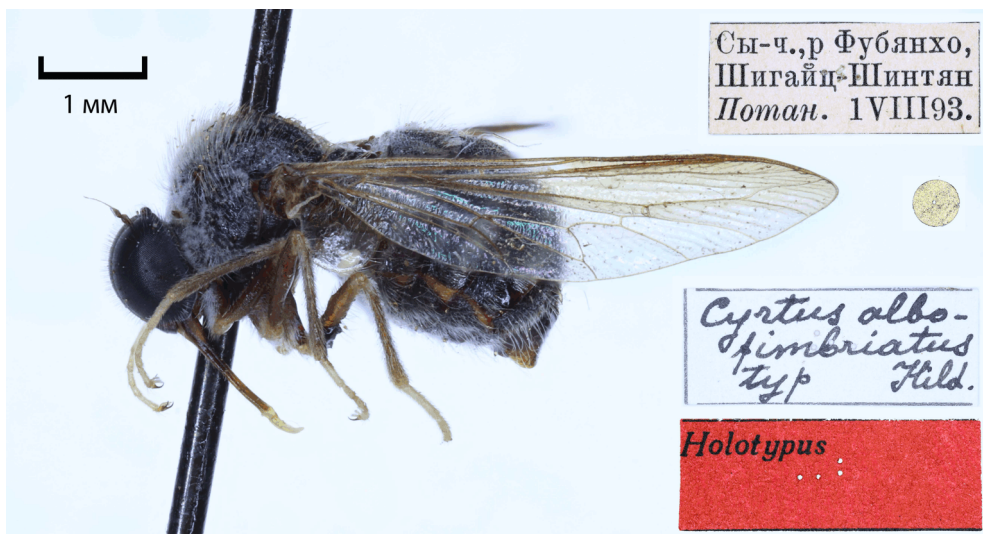 1 мм
Сы-ч.,р Фубянхо,
Шигайц-Шинтян
Потан. 1VIII93.
Cyrtus albo-
fimbriatus
typ Hild.
Holotypus